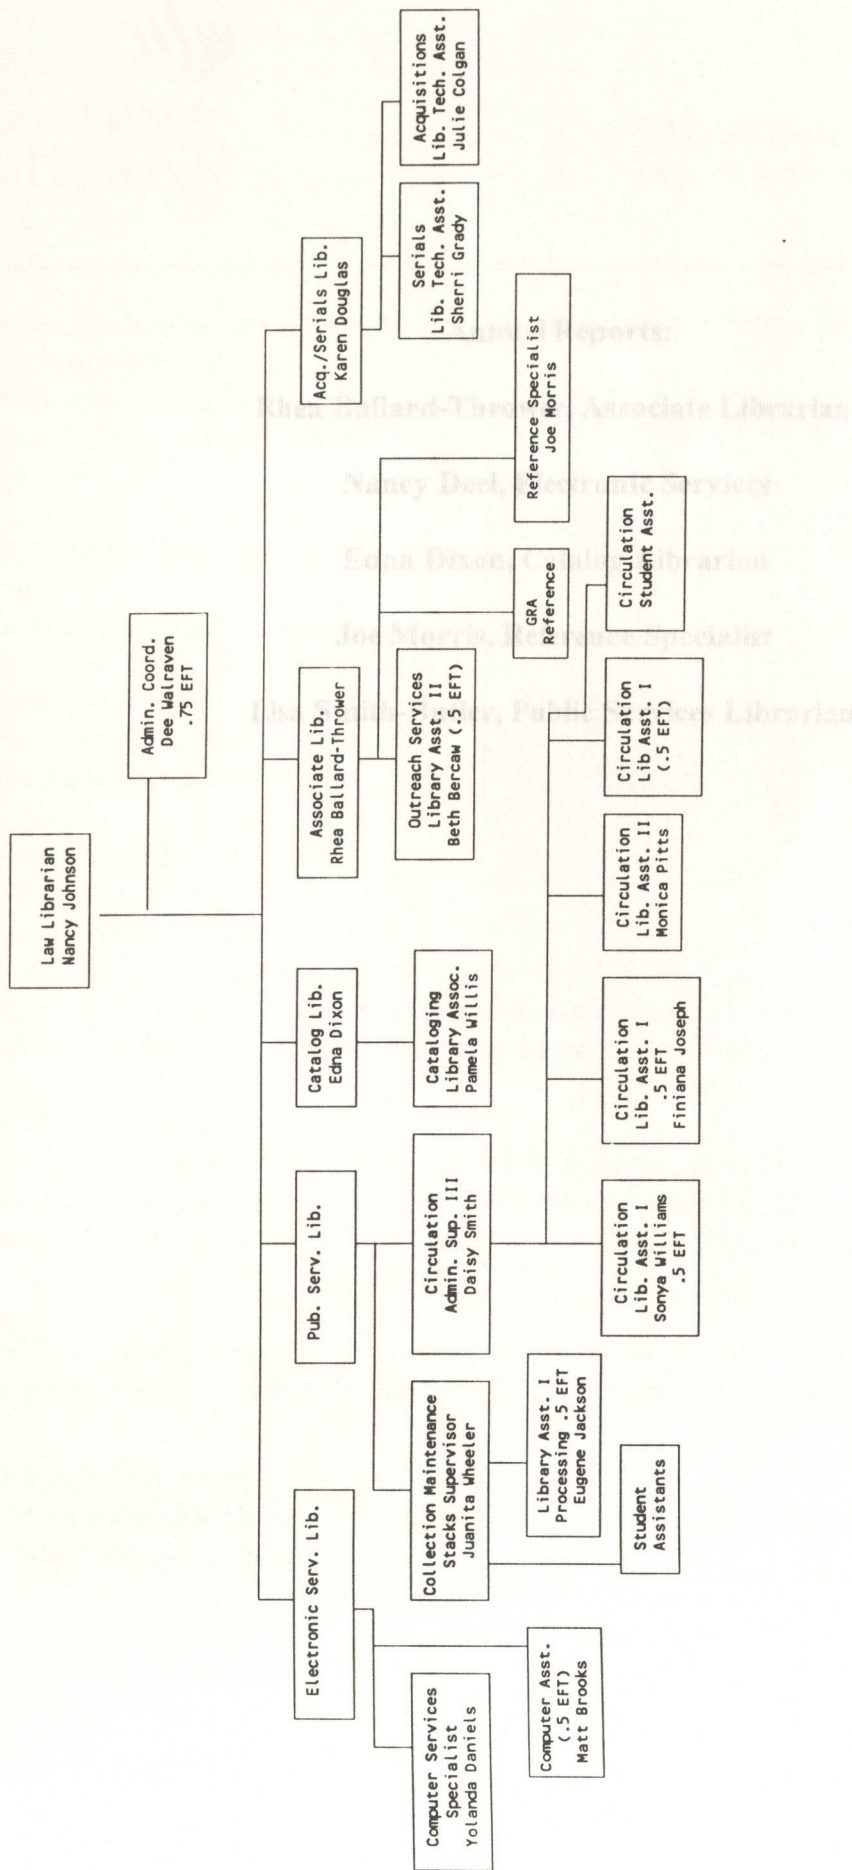 Law Librarian
Nancy Johnson
Admin. Coord.
Dee Walraven
.75 EFT
Electronic Serv. Lib.
Pub. Serv. Lib.
Catalog Lib.
Edna Dixon
Associate Lib.
Rhea Ballard-Thrower
Acq./Serials Lib.
Karen Douglas
Computer Services
Specialist
Yolanda Daniels
Computer Asst.
(.5 EFT)
Matt Brooks
Collection Maintenance
Stacks Supervisor
Juanita Wheeler
Library Asst. I
Processing .5 EFT
Eugene Jackson
Student
Assistants
Circulation
Admin. Sup. III
Daisy Smith
Circulation
Lib. Asst. I
Sonya Williams
.5 EFT
Circulation
Lib. Asst. I
.5 EFT
Finiana Joseph
Circulation
Lib. Asst. II
Monica Pitts
Circulation
Lib Asst. I
(.5 EFT)
Circulation
Student Asst.
Cataloging
Library Assoc.
Pamela Willis
Outreach Services
Library Asst. II
Beth Bercaw (.5 EFT)
GRA
Reference
Reference Specialist
Joe Morris
Serials
Lib. Tech. Asst.
Sherri Grady
Acquisitions
Lib. Tech. Asst.
Julie Colgan
Annual Reports:
Rhea Ballard-Thrower, Associate Librarian
Nancy Deel, Electronic Services
Edna Dixon, Catalog Librarian
Joe Morris, Reference Specialist
Lisa Smith-Butler, Public Services Librarian